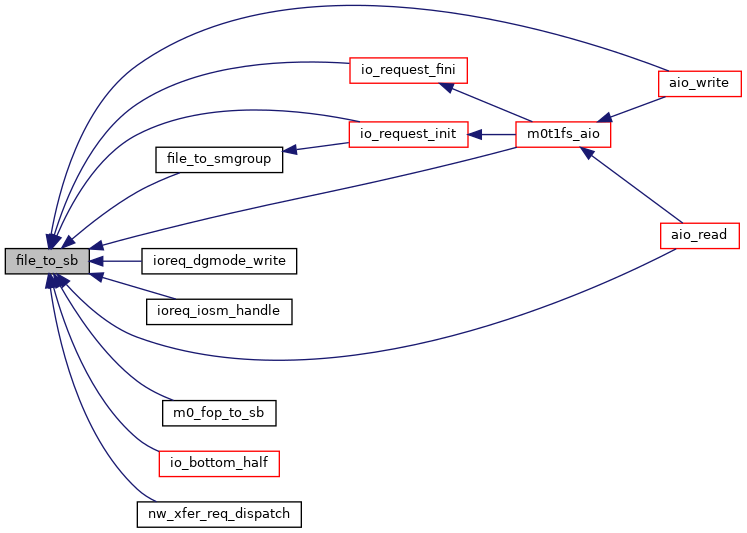 io_request_fini
aio_write
io_request_init
m0t1fs_aio
file_to_smgroup
aio_read
file_to_sb
ioreq_dgmode_write
ioreq_iosm_handle
m0_fop_to_sb
io_bottom_half
nw_xfer_req_dispatch